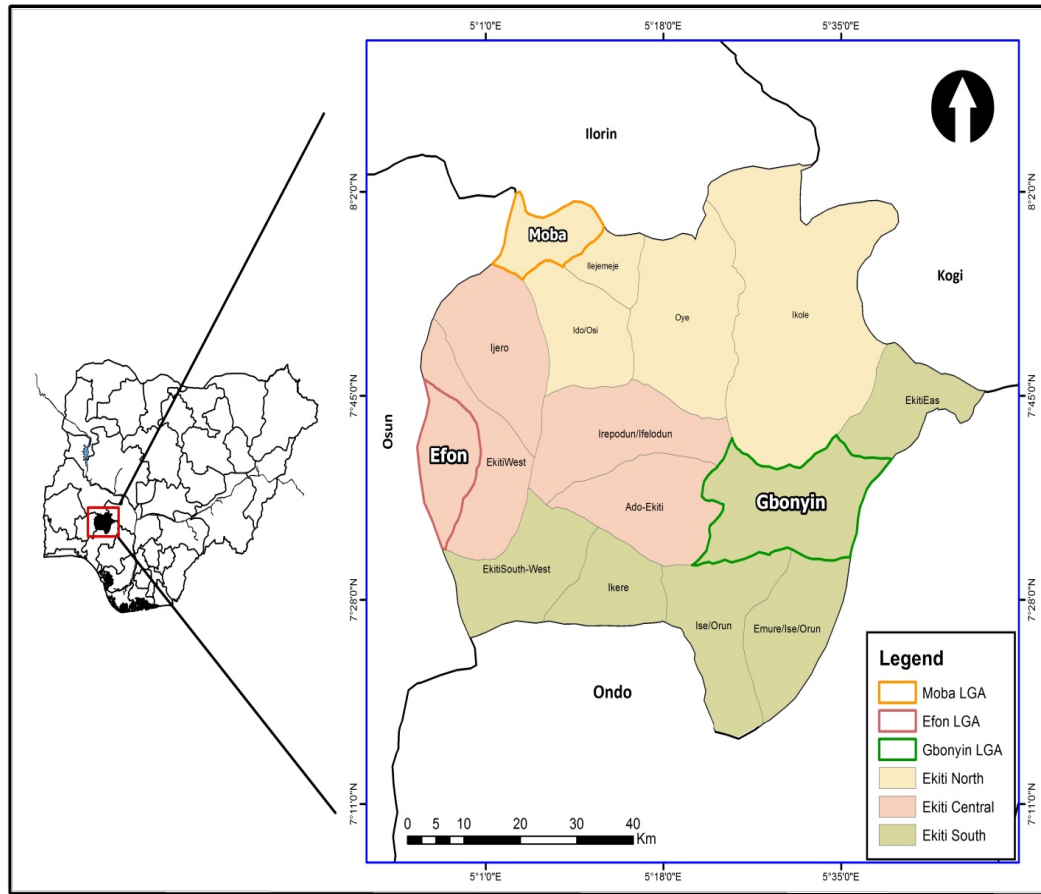 5°1'0"E
5°18'0"E
5°35'0"E
8°2'0"N
7°45'0"N
7°28'0"N
7°11'0"N
8°2'0"N
7°45'0"N
7°28'0"N
7°11'0"N
Ilorin
Moba
Ilejemeje
Kogi
Ido/Osi
Oye
Ikole
Ijero
EkitiEas
Osun
Irepodun/Ifelodun
Efon
EkitiWest
Gbonyin
Ado-Ekiti
EkitiSouth-West
Ikere
Ise/Orun
Emure/Ise/Orun
Ondo
Legend
Moba LGA
Efon LGA
Gbonyin LGA
Ekiti North
Ekiti Central
Ekiti South
0 5 10 20 30 40
Km
5°1'0"E
5°18'0"E
5°35'0"E